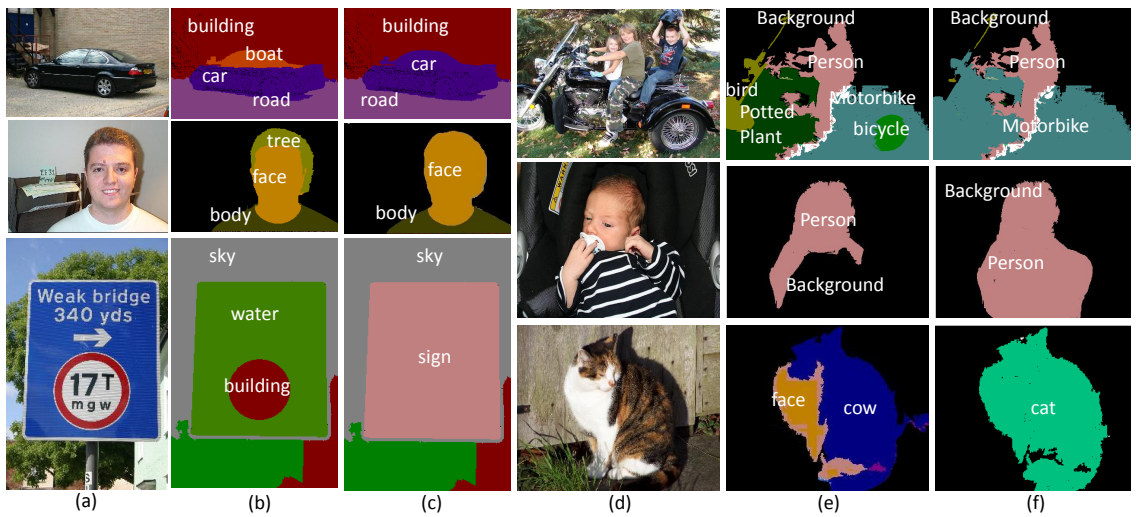 building
boat
car
road
building
car
road
Background
Person
bird
Potted
Plant
Motorbike
bicycle
Background
Person
Motorbike
tree
face
body
face
body
Person
Background
Background
Person
Weak bridge
340 yds
17T
mgw
sky
water
building
sky
sign
face
cow
cat
(a)
(b)
(c)
(d)
(e)
(f)